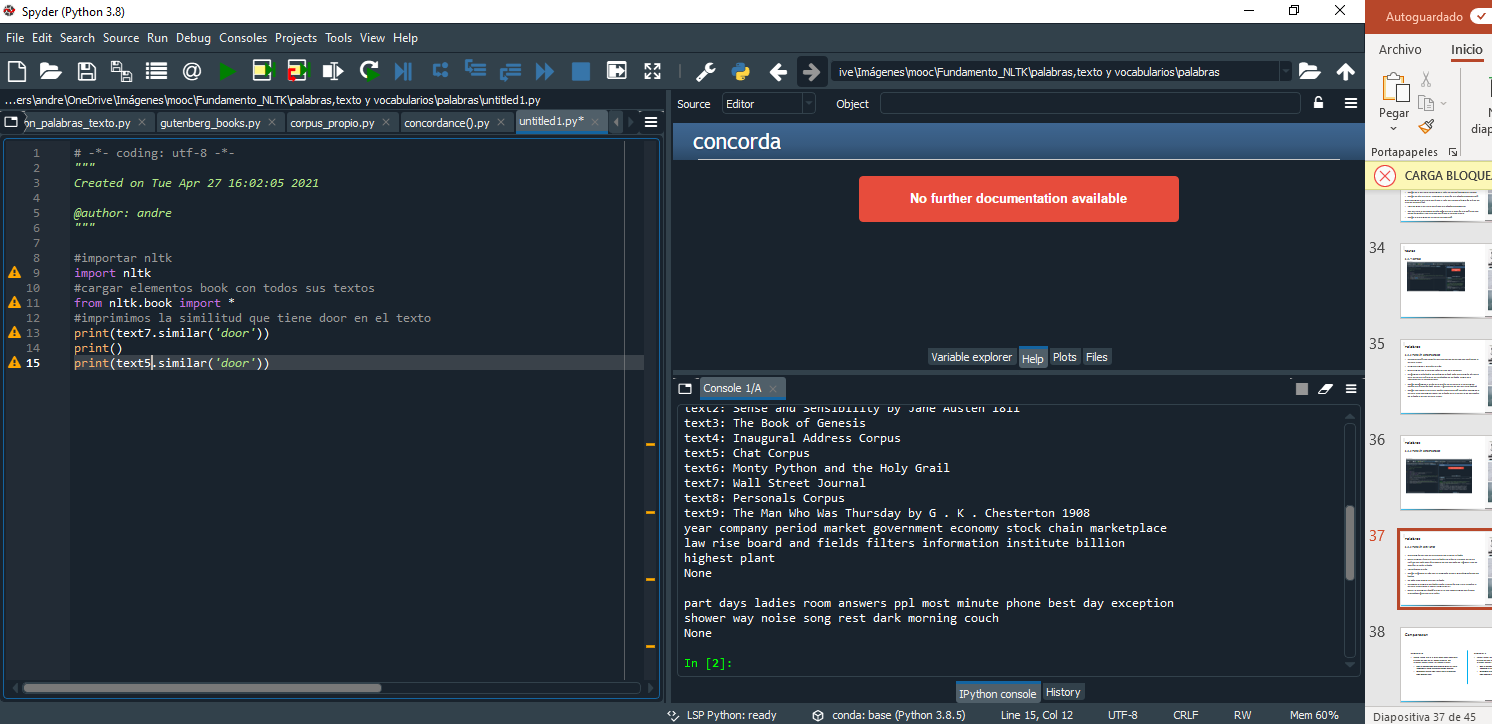 Spyder (Python 3.8)
File Edit Search Source Run Debug Consoles Projects Tools View Help
ive\Imágenes\mooc\Fundamento_NLTK\palabras,texto y vocabularios\palabras
...ers\andre\OneDrive\Imágenes\mooc\Fundamento_NLTK\palabras,texto y vocabularios\palabras\untitled1.py
on_palabras_texto.py gutenberg_books.py corpus_propio.py concordance().py untitled1.py*
1 # -*- coding: utf-8 -*-
2 """
3 Created on Tue Apr 27 16:02:05 2021
4
5 @author: andre
6 """
7
8 #importar nltk
9 import nltk
10 #cargar elementos book con todos sus textos
11 from nltk.book import *
12 #imprimimos la similitud que tiene door en el texto
13 print(text7.similar('door'))
14 print()
15 print(text5.similar('door'))
Source Editor Object
concorda
No further documentation available
Variable explorer Help Plots Files
Console 1/A
text2: Sense and Sensibility by Jane Austen 1811
text3: The Book of Genesis
text4: Inaugural Address Corpus
text5: Chat Corpus
text6: Monty Python and the Holy Grail
text7: Wall Street Journal
text8: Personals Corpus
text9: The Man Who Was Thursday by G . K . Chesterton 1908
year company period market government economy stock chain marketplace
law rise board and fields filters information institute billion
highest plant
None
part days ladies room answers ppl most minute phone best day exception
shower way noise song rest dark morning couch
None
In [2]:
IPython console History
LSP Python: ready conda: base (Python 3.8.5) Line 15, Col 12 UTF-8 CRLF RW Mem 60%
Autoguardado
Archivo Inicio
Pegar
diap
Portapapeles
CARGA BLOQUE
34
35
36
37
38
Diapositiva 37 de 45